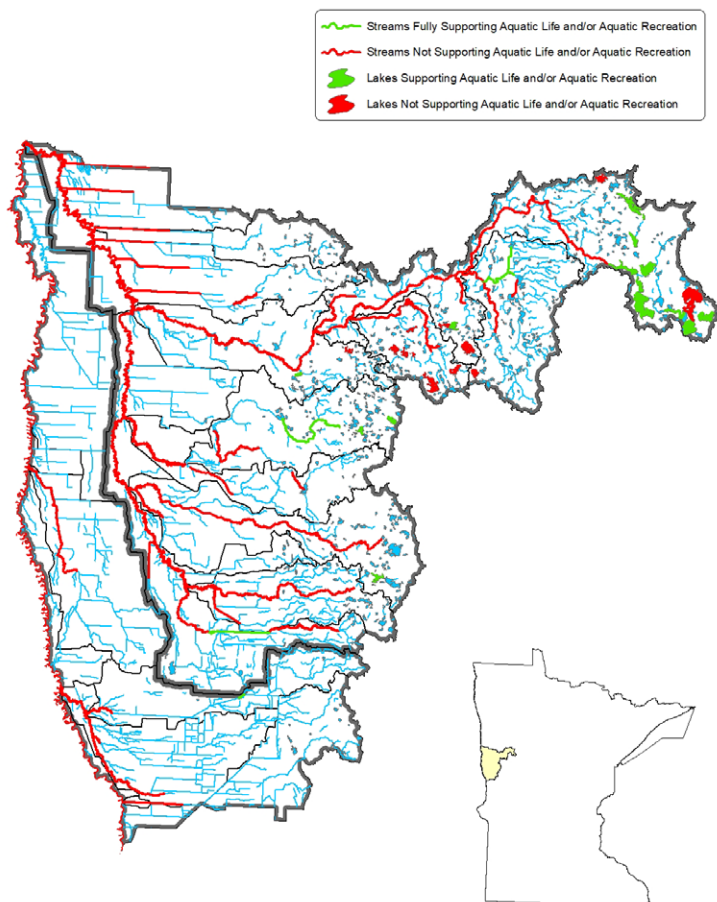 Streams Fully Supporting Aquatic Life and/or Aquatic Recreation
Streams Not Supporting Aquatic Life and/or Aquatic Recreation
Lakes Supporting Aquatic Life and/or Aquatic Recreation
Lakes Not Supporting Aquatic Life and/or Aquatic Recreation